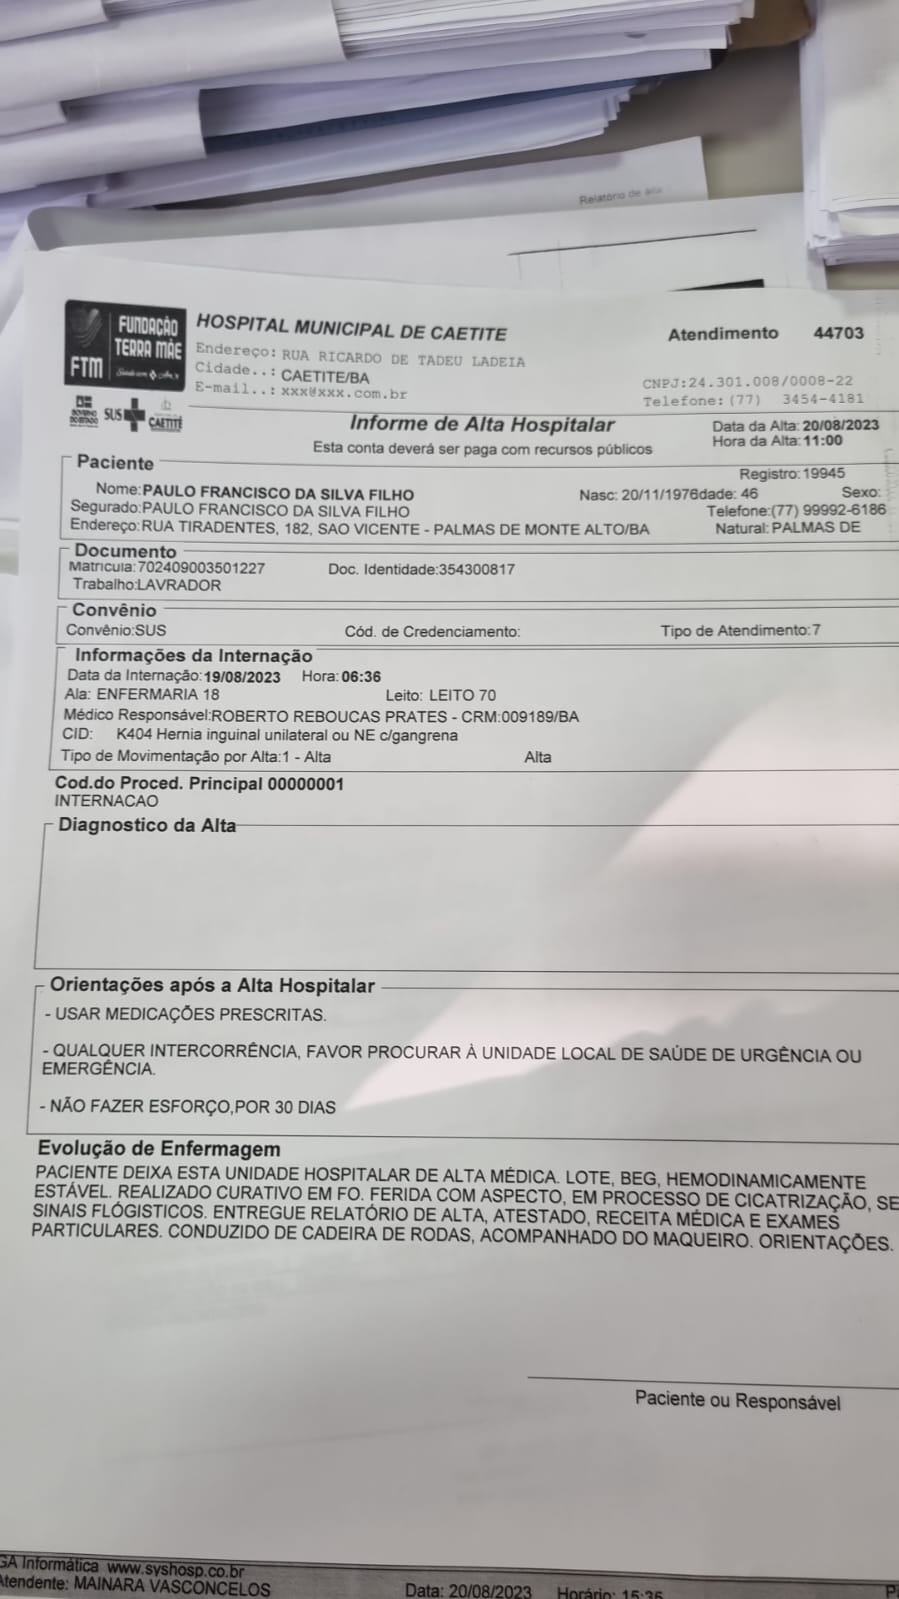 Relatório de alta
FUNDAÇÃO
TERRA MÃE
FTM
HOSPITAL MUNICIPAL DE CAETITE
Atendimento 44703
Endereço: RUA RICARDO DE TADEU LADEIA
Cidade..: CAETITE/BA
CNPJ:24.301.008/0008-22
E-mail..: xxx@xxx.com.br
Telefone: (77) 3454-4181
GOVERNO DO ESTADO
SUS
CAETITÉ
Informe de Alta Hospitalar
Data da Alta: 20/08/2023
Esta conta deverá ser paga com recursos públicos
Hora da Alta: 11:00
Paciente
Registro: 19945
Nome: PAULO FRANCISCO DA SILVA FILHO Nasc: 20/11/1976dade: 46 Sexo:
Segurado: PAULO FRANCISCO DA SILVA FILHO Telefone: (77) 99992-6186
Endereço: RUA TIRADENTES, 182, SAO VICENTE - PALMAS DE MONTE ALTO/BA Natural: PALMAS DE
Documento
Matricula: 702409003501227 Doc. Identidade: 354300817
Trabalho: LAVRADOR
Convênio
Convênio: SUS Cód. de Credenciamento: Tipo de Atendimento: 7
Informações da Internação
Data da Internação: 19/08/2023 Hora: 06:36
Ala: ENFERMARIA 18 Leito: LEITO 70
Médico Responsável: ROBERTO REBOUCAS PRATES - CRM:009189/BA
CID: K404 Hernia inguinal unilateral ou NE c/gangrena
Tipo de Movimentação por Alta: 1 - Alta Alta
Cod.do Proced. Principal 00000001
INTERNACAO
Diagnostico da Alta
Orientações após a Alta Hospitalar
- USAR MEDICAÇÕES PRESCRITAS.
- QUALQUER INTERCORRÊNCIA, FAVOR PROCURAR À UNIDADE LOCAL DE SAÚDE DE URGÊNCIA OU
EMERGÊNCIA.
- NÃO FAZER ESFORÇO,POR 30 DIAS
Evolução de Enfermagem
PACIENTE DEIXA ESTA UNIDADE HOSPITALAR DE ALTA MÉDICA. LOTE, BEG, HEMODINAMICAMENTE
ESTÁVEL. REALIZADO CURATIVO EM FO. FERIDA COM ASPECTO, EM PROCESSO DE CICATRIZAÇÃO, SE
SINAIS FLÓGISTICOS. ENTREGUE RELATÓRIO DE ALTA, ATESTADO, RECEITA MÉDICA E EXAMES
PARTICULARES. CONDUZIDO DE CADEIRA DE RODAS, ACOMPANHADO DO MAQUEIRO. ORIENTAÇÕES.
Paciente ou Responsável
GA Informática www.syshosp.co.br
Atendente: MAINARA VASCONCELOS Data: 20/08/2023 Horário: 15:35